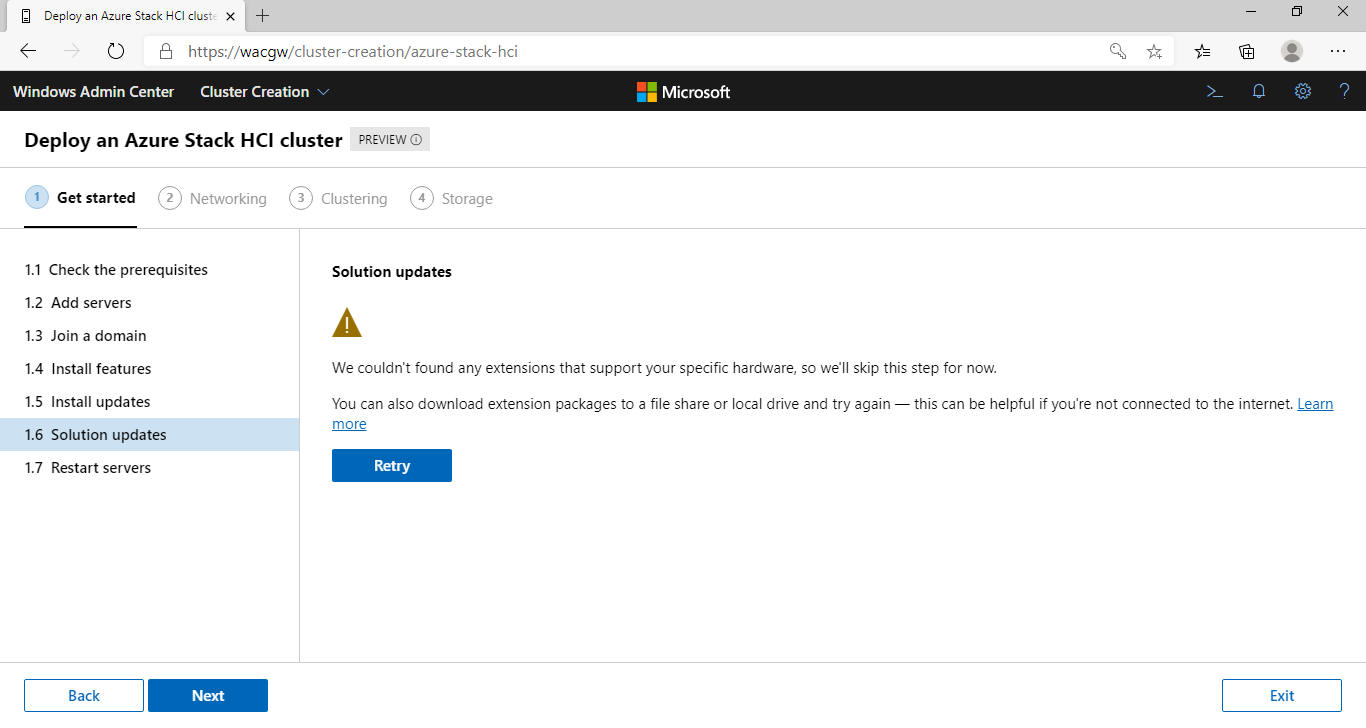 Deploy an Azure Stack HCI cluste
https://wacgw/cluster-creation/azure-stack-hci
Windows Admin Center Cluster Creation Microsoft
Deploy an Azure Stack HCI cluster PREVIEW
1 Get started 2 Networking 3 Clustering 4 Storage
1.1 Check the prerequisites
1.2 Add servers
1.3 Join a domain
1.4 Install features
1.5 Install updates
1.6 Solution updates
1.7 Restart servers
Solution updates
We couldn't found any extensions that support your specific hardware, so we'll skip this step for now.
You can also download extension packages to a file share or local drive and try again — this can be helpful if you're not connected to the internet. Learn
more
Retry
Back Next Exit